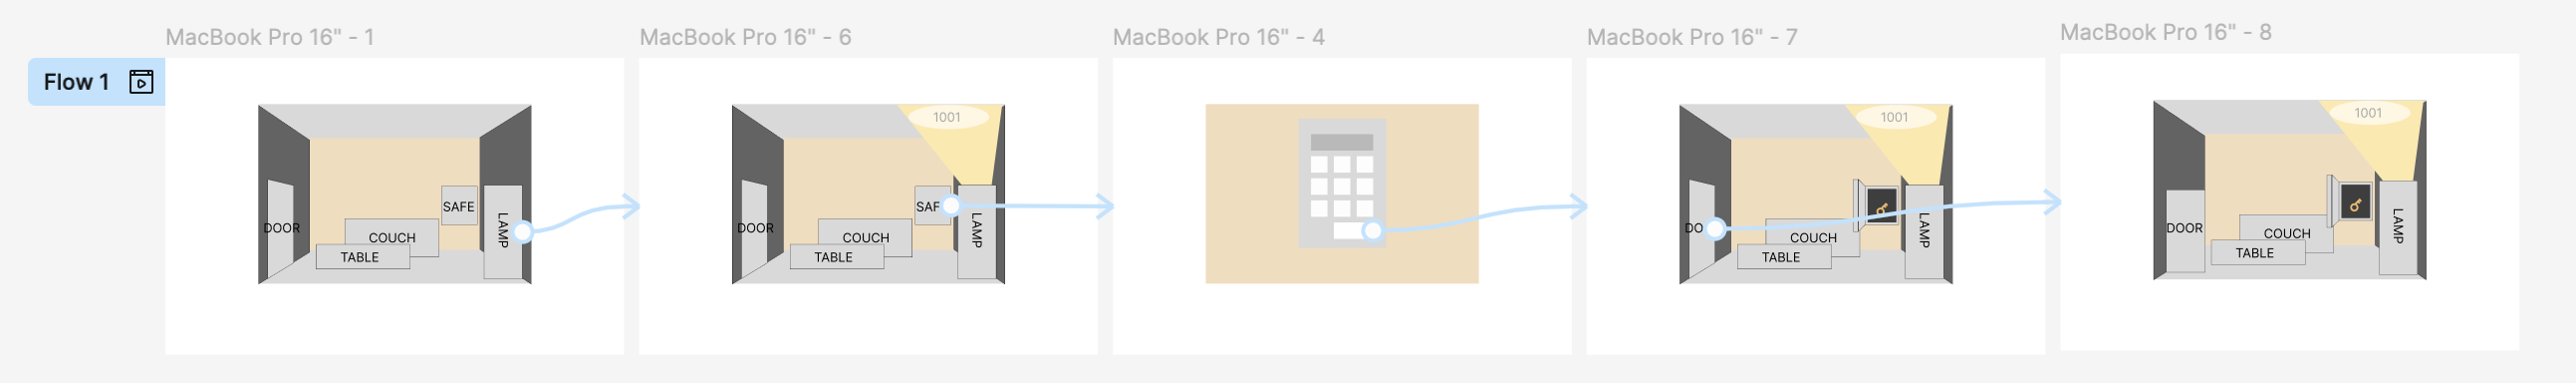 MacBook Pro 16" - 1
MacBook Pro 16" - 6
MacBook Pro 16" - 4
MacBook Pro 16" - 7
MacBook Pro 16" - 8
Flow 1
DOOR
SAFE
COUCH
TABLE
LAMP
1001
DOOR
SAF
COUCH
TABLE
LAMP
1001
DO
COUCH
TABLE
LAMP
1001
DOOR
COUCH
TABLE
LAMP